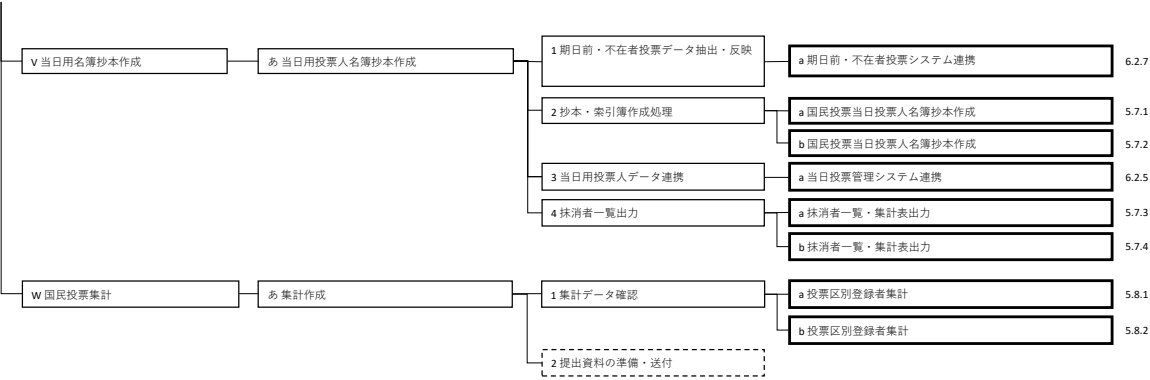 V 当日用名簿抄本作成
あ 当日用投票人名簿抄本作成
1 期日前・不在者投票データ抽出・反映
a 期日前・不在者投票システム連携
6.2.7
2 抄本・索引簿作成処理
a 国民投票当日投票人名簿抄本作成
5.7.1
b 国民投票当日投票人名簿抄本作成
5.7.2
3 当日用投票人データ連携
a 当日投票管理システム連携
6.2.5
4 抹消者一覧出力
a 抹消者一覧・集計表出力
5.7.3
b 抹消者一覧・集計表出力
5.7.4
W 国民投票集計
あ 集計作成
1 集計データ確認
a 投票区別登録者集計
5.8.1
b 投票区別登録者集計
5.8.2
2 提出資料の準備・送付